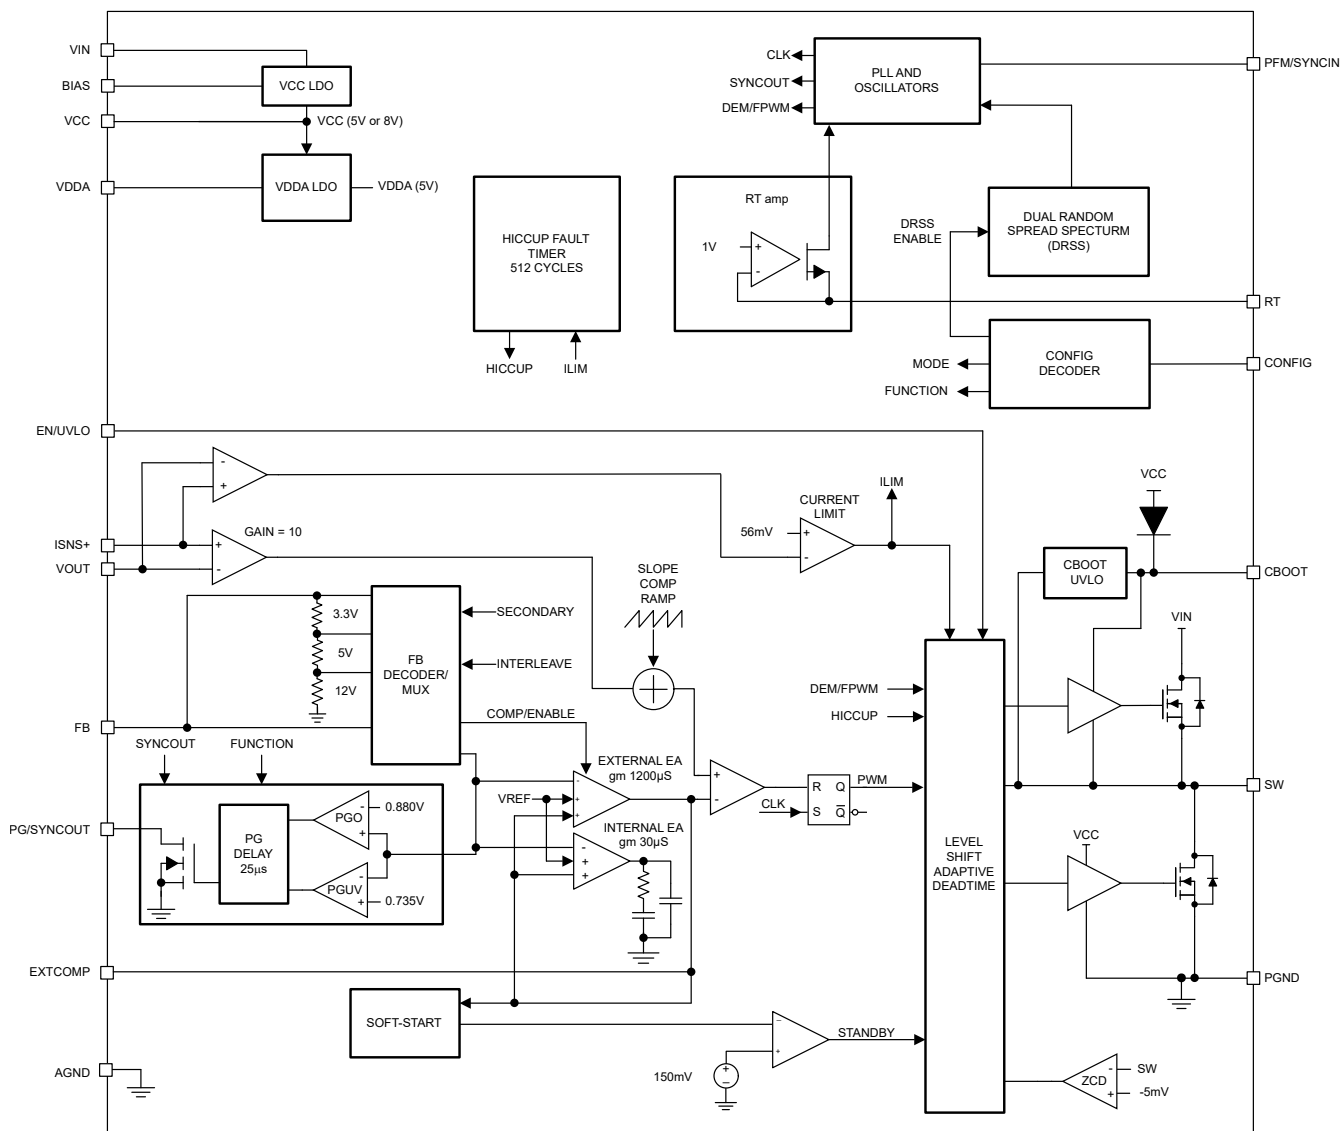 VIN
BIAS
VCC
VDDA
VCC LDO
VCC (5V or 8V)
VDDA LDO
VDDA (5V)
HICCUP FAULT
TIMER
512 CYCLES
HICCUP
ILIM
CLK
SYNCOUT
DEM/FPWM
PLL AND
OSCILLATORS
PFM/SYNCIN
RT amp
1V
+
-
DRSS
ENABLE
DUAL RANDOM
SPREAD SPECTURM
(DRSS)
RT
MODE
FUNCTION
CONFIG
DECODER
CONFIG
EN/UVLO
-
+
ISNS+
VOUT
+
-
GAIN = 10
CURRENT
LIMIT
56mV
+
-
ILIM
VCC
CBOOT
UVLO
CBOOT
VIN
SLOPE
COMP
RAMP
3.3V
5V
12V
FB
DECODER/
MUX
SECONDARY
INTERLEAVE
COMP/ENABLE
FB
SYNCOUT
FUNCTION
EXTERNAL EA
gm 1200µS
-
+
+
VREF
INTERNAL EA
gm 30µS
-
+
+
+
-
CLK
R
Q
S
Q
PWM
DEM/FPWM
HICCUP
LEVEL
SHIFT
ADAPTIVE
DEADTIME
SW
VCC
PGND
PG/SYNCOUT
PG
DELAY
25µs
PGO
-
+
0.880V
PGUV
-
+
0.735V
EXTCOMP
SOFT-START
–
+
STANDBY
150mV
+
–
AGND
ZCD
-
+
SW
-5mV